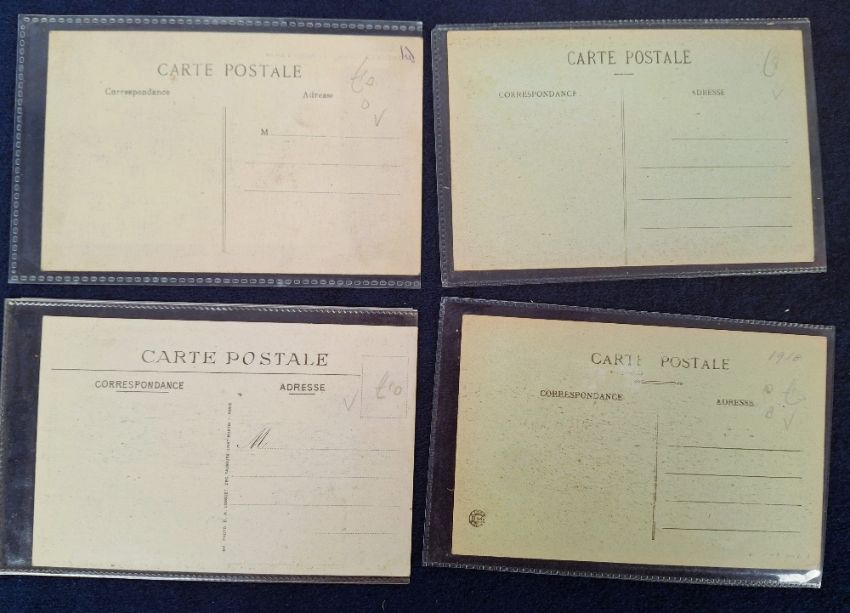 CARTE POSTALE
Correspondance
Adresse
M
CARTE POSTALE
CORRESPONDANCE
ADRESSE
CARTE POSTALE
CORRESPONDANCE
ADRESSE
M
CARTE POSTALE
1918
CORRESPONDANCE
ADRESSE